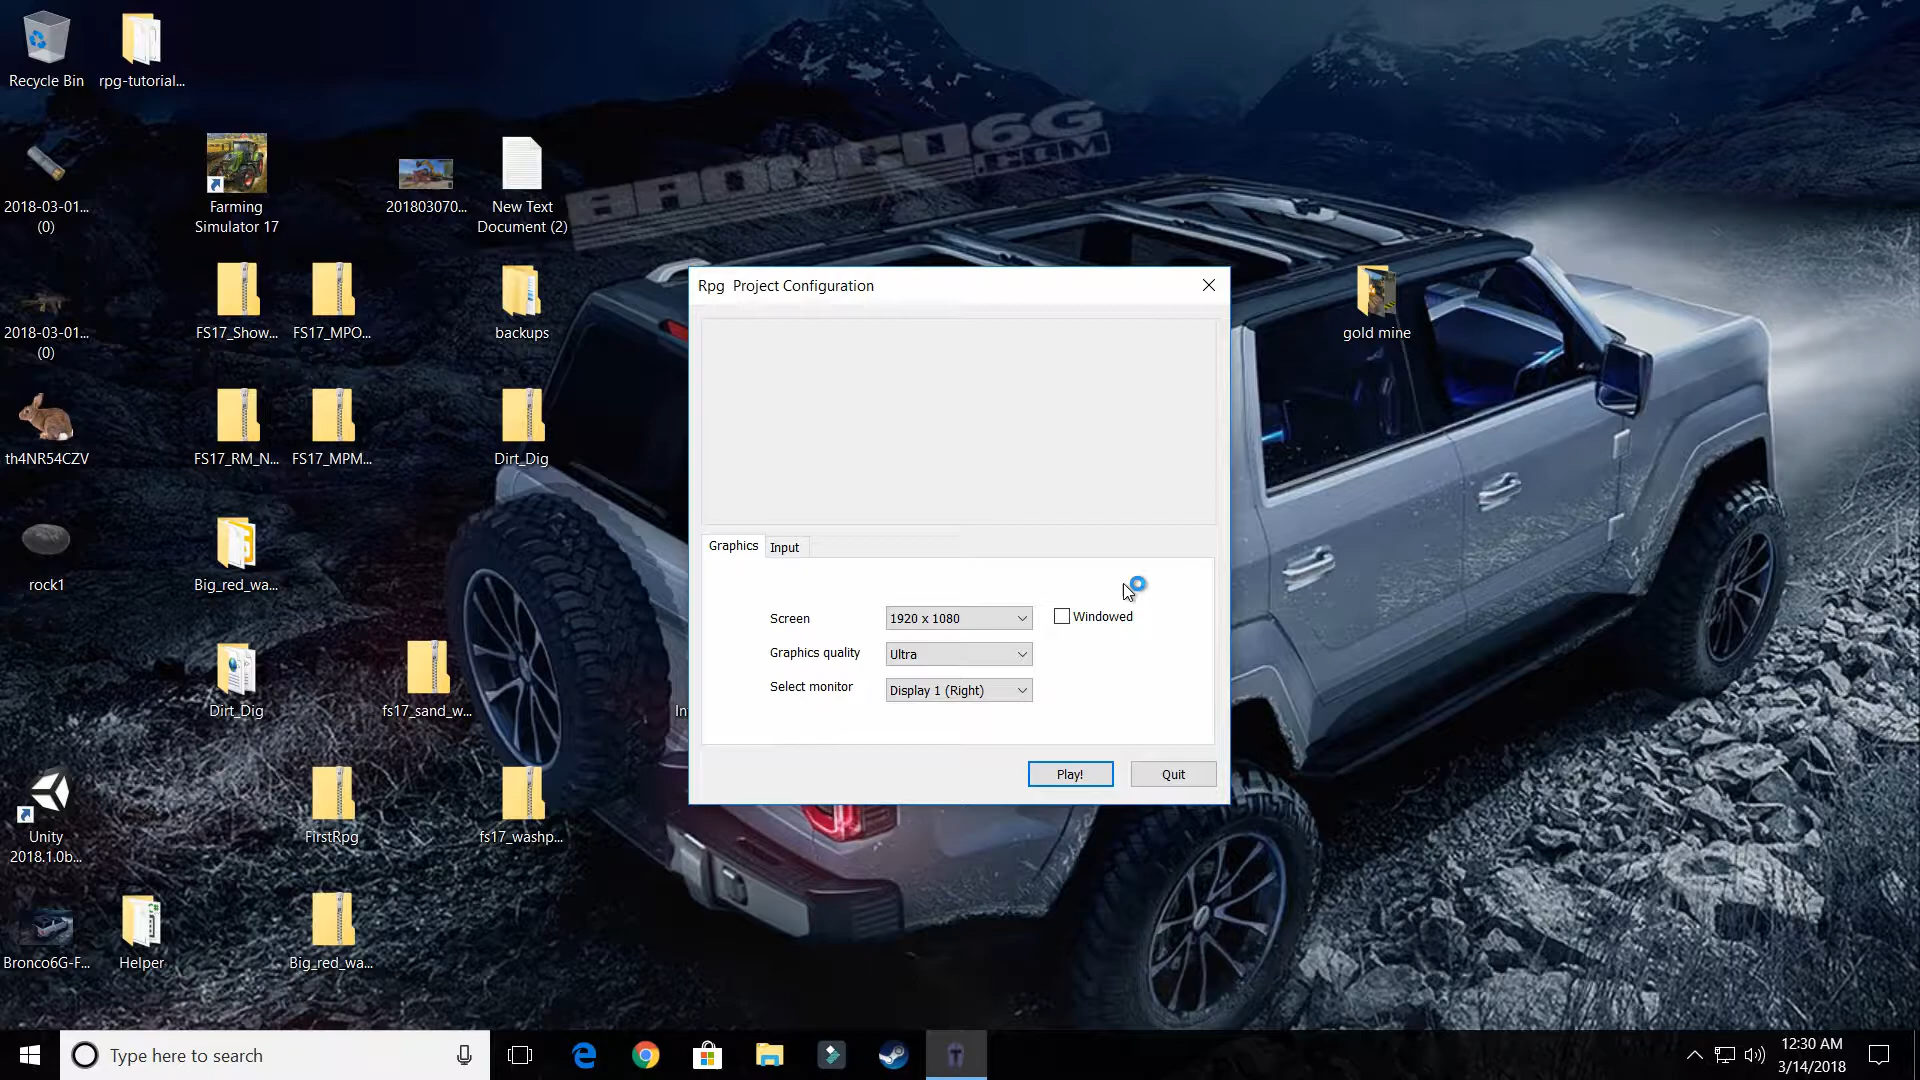 Recycle Bin
rpg-tutorial...
BRONCO6G
.COM
2018-03-01...
(0)
Farming
Simulator 17
201803070...
New Text
Document (2)
2018-03-01...
(0)
FS17_Show...
FS17_MPO...
backups
gold mine
th4NR54CZV
FS17_RM_N...
FS17_MPM...
Dirt_Dig
rock1
Big_red_wa...
Dirt_Dig
fs17_sand_w...
Unity
2018.1.0b...
FirstRpg
fs17_washp...
Bronco6G-F...
Helper
Big_red_wa...
Rpg Project Configuration
Graphics
Input
Screen
1920 x 1080
Windowed
Graphics quality
Ultra
Select monitor
Display 1 (Right)
Play!
Quit
Type here to search
12:30 AM
3/14/2018